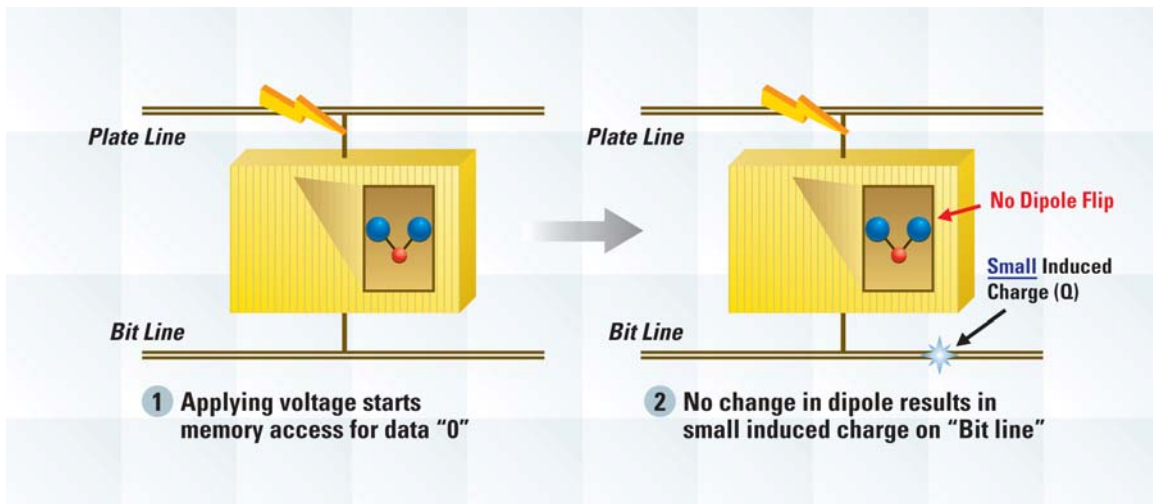 Plate Line
Bit Line
1 Applying voltage starts
memory access for data “0”
Plate Line
No Dipole Flip
Small Induced
Charge (Q)
Bit Line
2 No change in dipole results in
small induced charge on “Bit line”